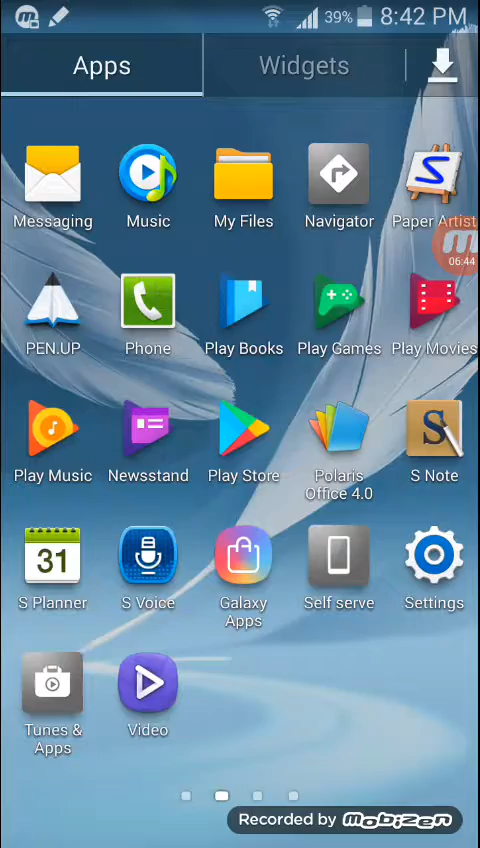 39% 8:42 PM
Apps Widgets
Messaging Music My Files Navigator Paper Artist
06:44
PEN.UP Phone Play Books Play Games Play Movies
Play Music Newsstand Play Store Polaris Office 4.0 S Note
31
S Planner S Voice Galaxy Apps Self serve Settings
Tunes & Apps Video
Recorded by mobizen